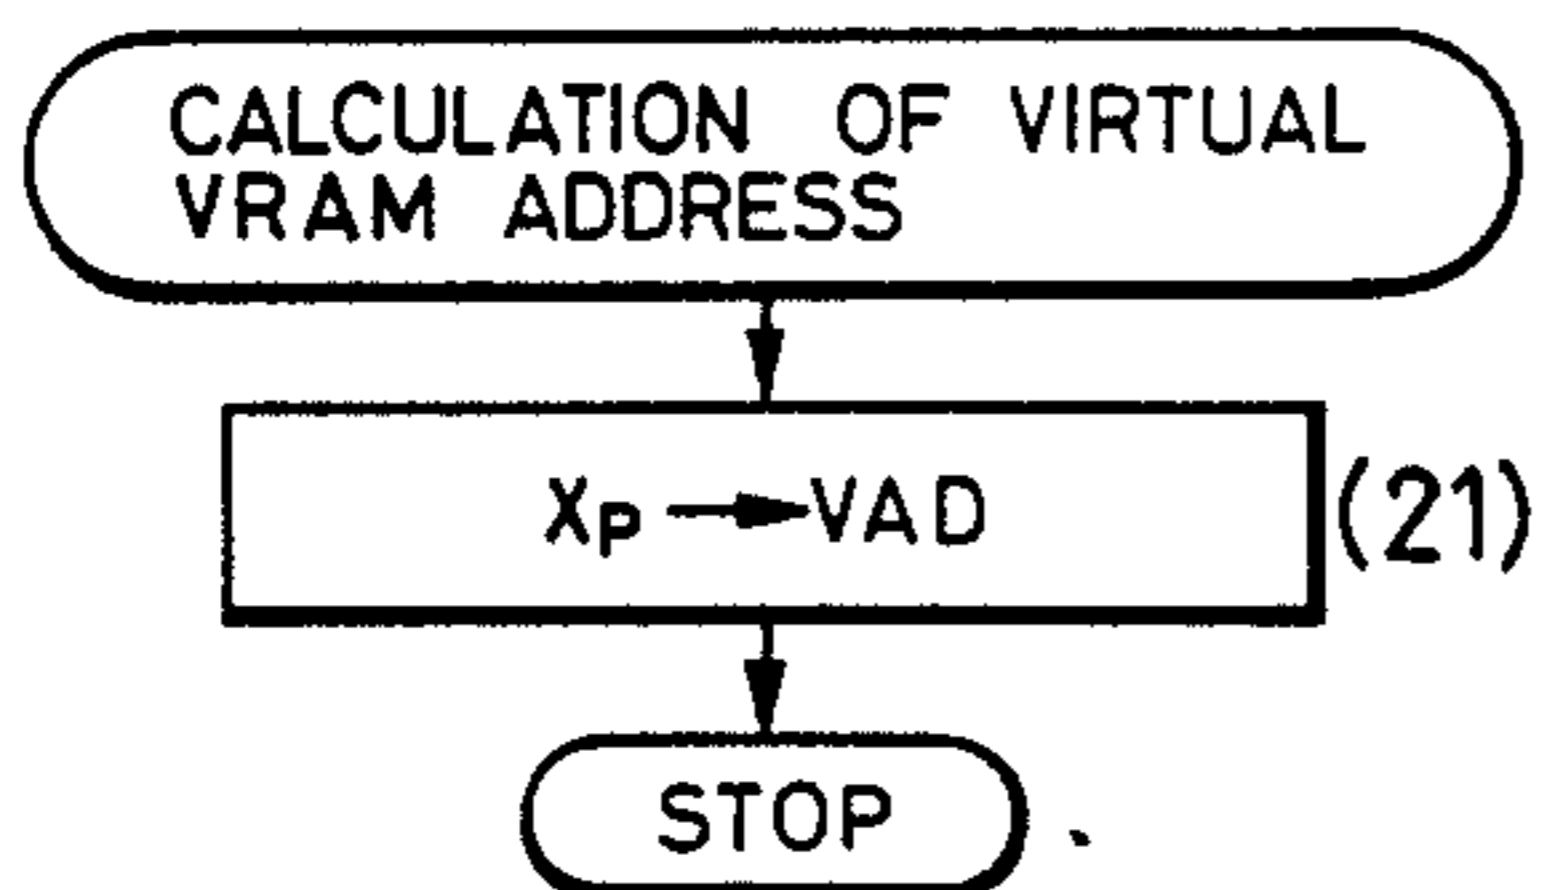 CALCULATION OF VIRTUAL
VRAM ADDRESS
XP → VAD (21)
STOP